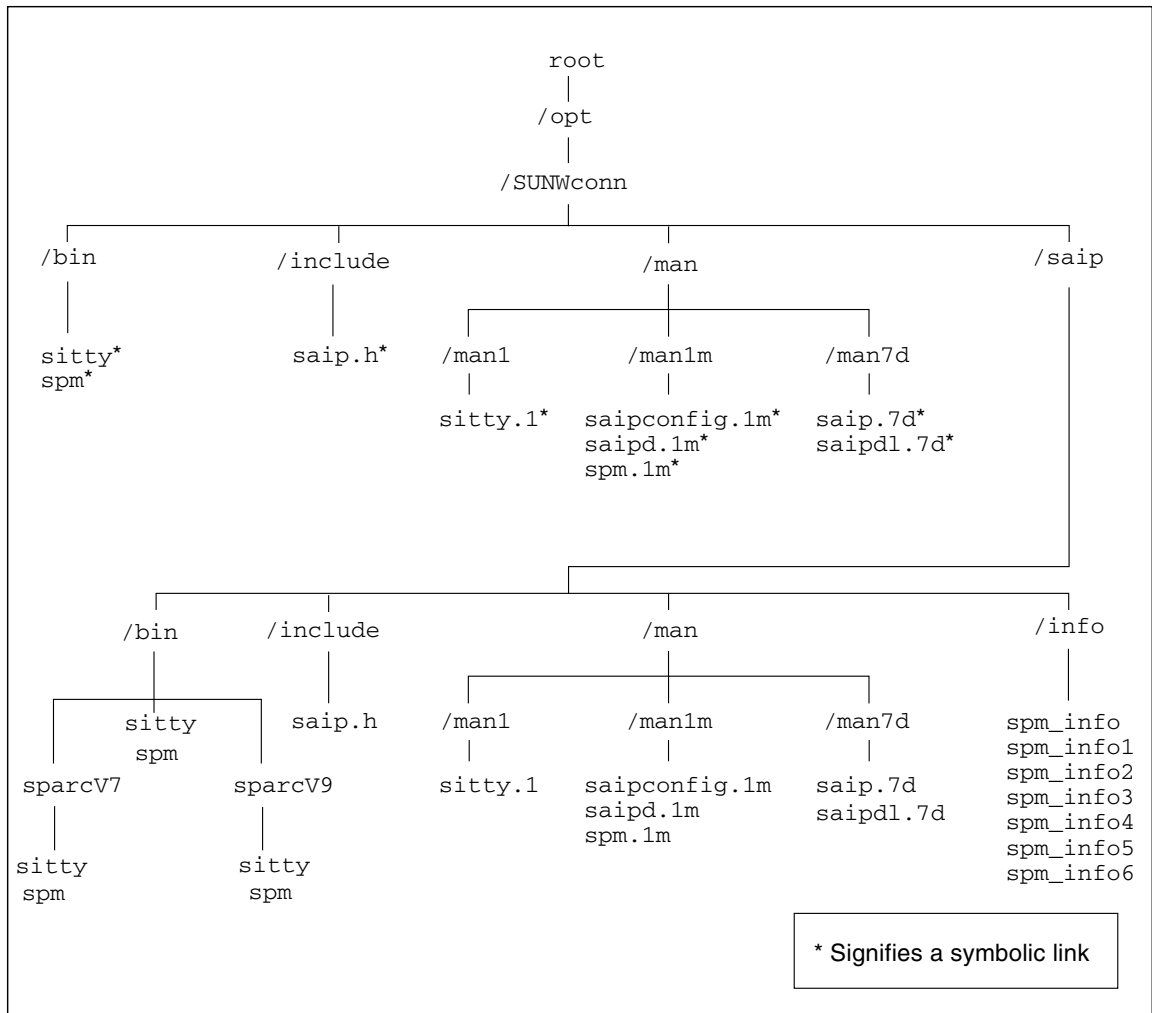 root
/opt
/SUNWconn
/bin /include /man /saip
sitty* saip.h* /man1 /man1m /man7d
spm*
sitty.1* saipconfig.1m* saip.7d*
saipd.1m* saipdl.7d*
spm.1m*
/bin /include /man /info
sitty saip.h /man1 /man1m /man7d spm_info
spm spm_info1
sparcV7 sparcV9 sitty.1 saipconfig.1m saip.7d spm_info2
saipd.1m saipdl.7d spm_info3
spm.1m spm_info4
spm_info5
sitty sitty spm_info6
spm spm
* Signifies a symbolic link